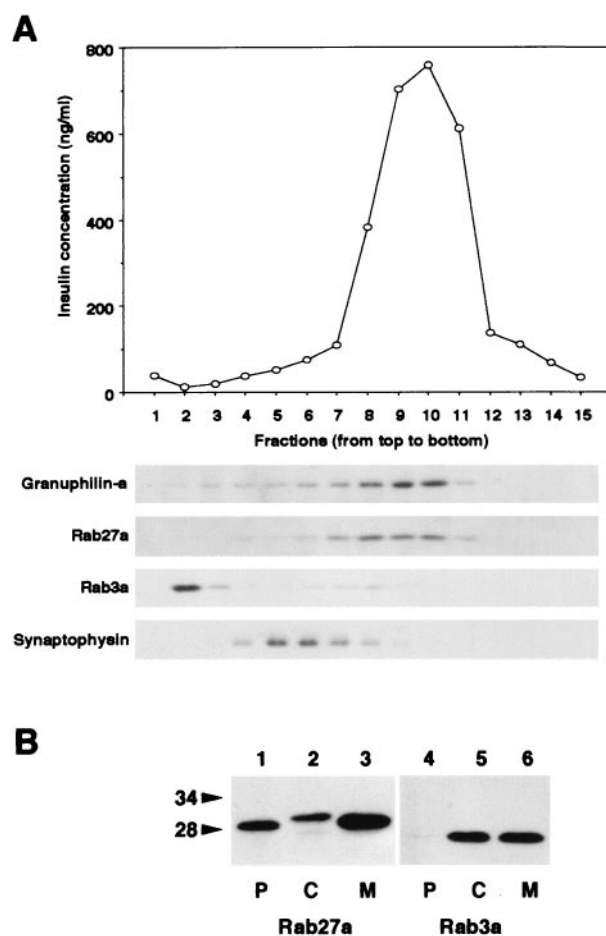 A
Insulin concentration (ng/ml)
800
600
400
200
0
1 2 3 4 5 6 7 8 9 10 11 12 13 14 15
Fractions (from top to bottom)
Granuphilin-a
Rab27a
Rab3a
Synaptophysin
B
1 2 3 4 5 6
34
28
P C M P C M
Rab27a Rab3a